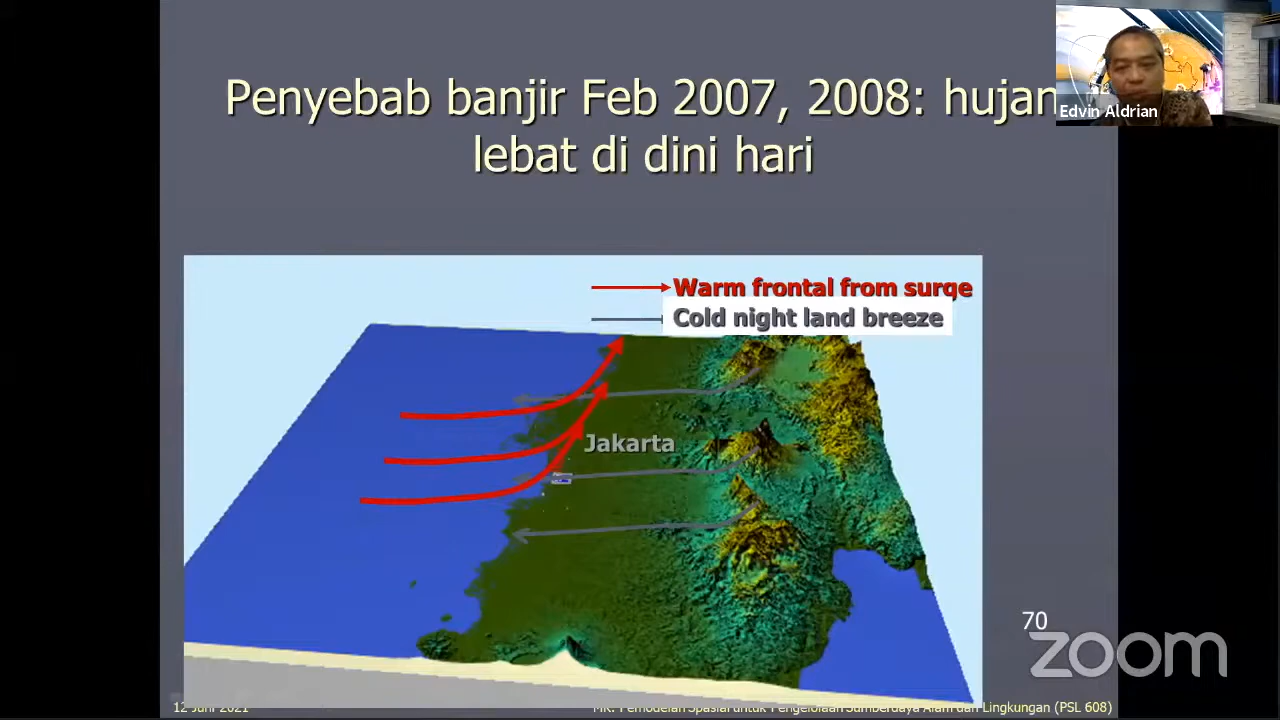 Penyebab banjir Feb 2007, 2008: hujan
lebat di dini hari
Edvin Aldrian
Warm frontal from surge
Cold night land breeze
Jakarta
70
zoom
12 Juni 2021
MK. Pemodelan Spasial untuk Pengelolaan Sumberdaya Alam dan Lingkungan (PSL 608)